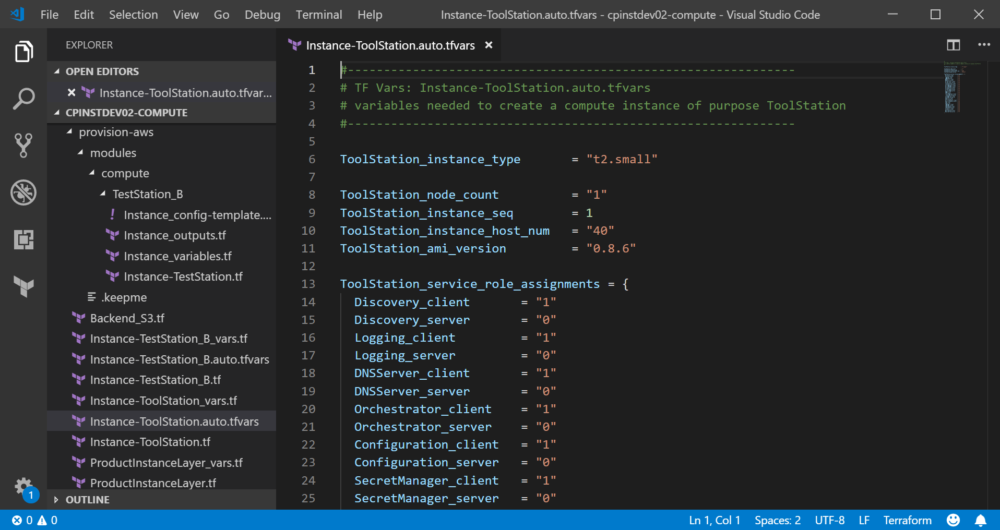 File Edit Selection View Go Debug Terminal Help Instance-ToolStation.auto.tfvars - cpinstdev02-compute - Visual Studio Code
EXPLORER
OPEN EDITORS
Instance-ToolStation.auto.tfvar...
CPINSTDEV02-COMPUTE
provision-aws
modules
compute
TestStation_B
! Instance_config-template....
Instance_outputs.tf
Instance_variables.tf
Instance-TestStation.tf
.keepme
Backend_S3.tf
Instance-TestStation_B_vars.tf
Instance-TestStation_B.auto.tfvars
Instance-TestStation_B.tf
Instance-ToolStation_vars.tf
Instance-ToolStation.auto.tfvars
Instance-ToolStation.tf
ProductInstanceLayer_vars.tf
ProductInstanceLayer.tf
OUTLINE
1
Instance-ToolStation.auto.tfvars
1 #--------------------------------------------------------------
2 # TF Vars: Instance-ToolStation.auto.tfvars
3 # variables needed to create a compute instance of purpose ToolStation
4 #--------------------------------------------------------------
5
6 ToolStation_instance_type = "t2.small"
7
8 ToolStation_node_count = "1"
9 ToolStation_instance_seq = 1
10 ToolStation_instance_host_num = "40"
11 ToolStation_ami_version = "0.8.6"
12
13 ToolStation_service_role_assignments = {
14 Discovery_client = "1"
15 Discovery_server = "0"
16 Logging_client = "1"
17 Logging_server = "0"
18 DNSServer_client = "1"
19 DNSServer_server = "0"
20 Orchestrator_client = "1"
21 Orchestrator_server = "0"
22 Configuration_client = "1"
23 Configuration_server = "0"
24 SecretManager_client = "1"
25 SecretManager_server = "0"
0 0 Ln 1, Col 1 Spaces: 2 UTF-8 LF Terraform